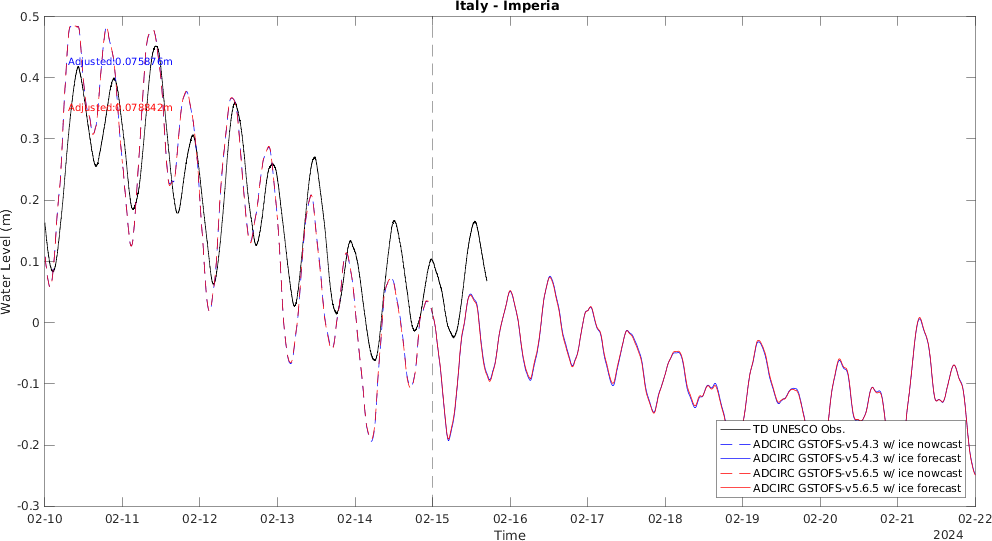 Italy - Imperia
0.5
0.4
0.3
0.2
0.1
0
-0.1
-0.2
-0.3
Water Level (m)
Adjusted:0.075876m
Adjusted:0.078842m
TD UNESCO Obs.
ADCIRC GSTOFS-v5.4.3 w/ ice nowcast
ADCIRC GSTOFS-v5.4.3 w/ ice forecast
ADCIRC GSTOFS-v5.6.5 w/ ice nowcast
ADCIRC GSTOFS-v5.6.5 w/ ice forecast
02-10 02-11 02-12 02-13 02-14 02-15 02-16 02-17 02-18 02-19 02-20 02-21 02-22
Time
2024